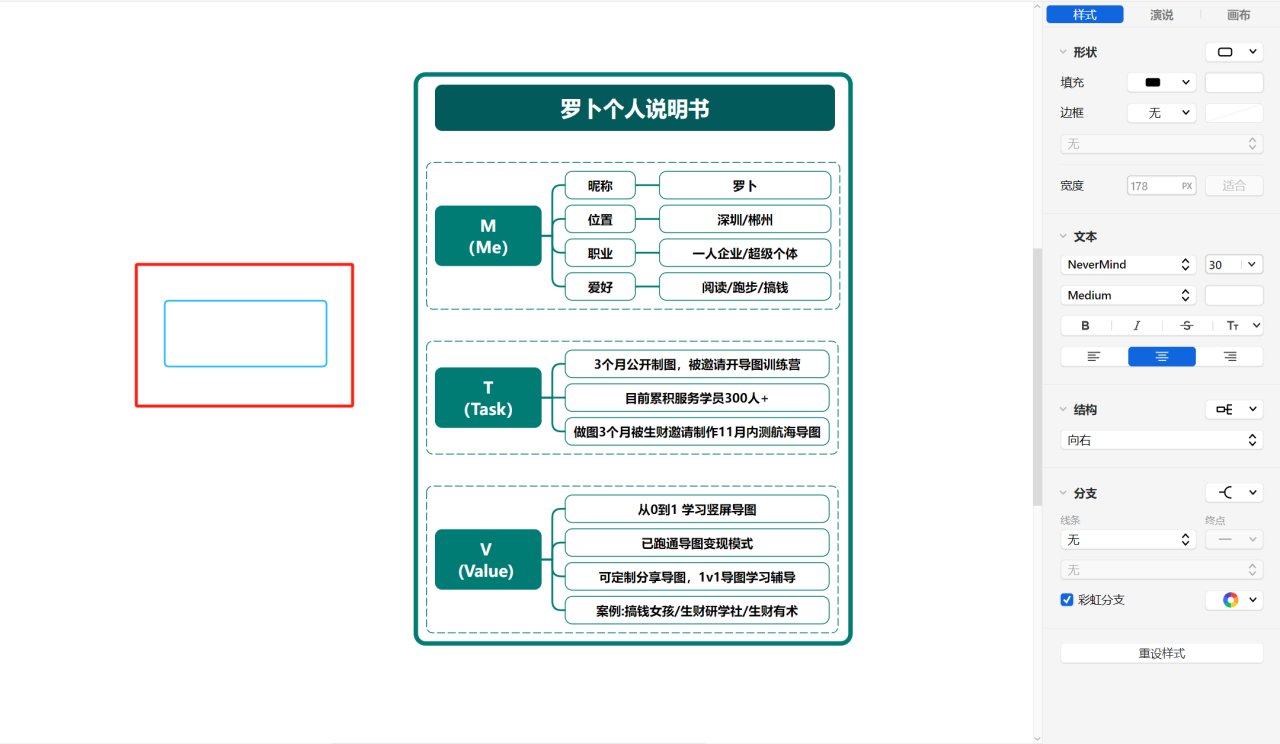 罗卜个人说明书
M
(Me)
昵称
罗卜
位置
深圳/郴州
职业
一人企业/超级个体
爱好
阅读/跑步/搞钱
T
(Task)
3个月公开制图，被邀请开导图训练营
目前累积服务学员300人+
做图3个月被生财邀请制作11月内测航海导图
V
(Value)
从0到1 学习竖屏导图
已跑通导图变现模式
可定制分享导图，1v1导图学习辅导
案例:搞钱女孩/生财研学社/生财有术
样式 演说 画布
形状
填充
边框 无
无
宽度 178 PX 适合
文本
NeverMind 30
Medium
B I S Tт
结构
向右
分支
线条 终点
无
无
彩虹分支
重设样式